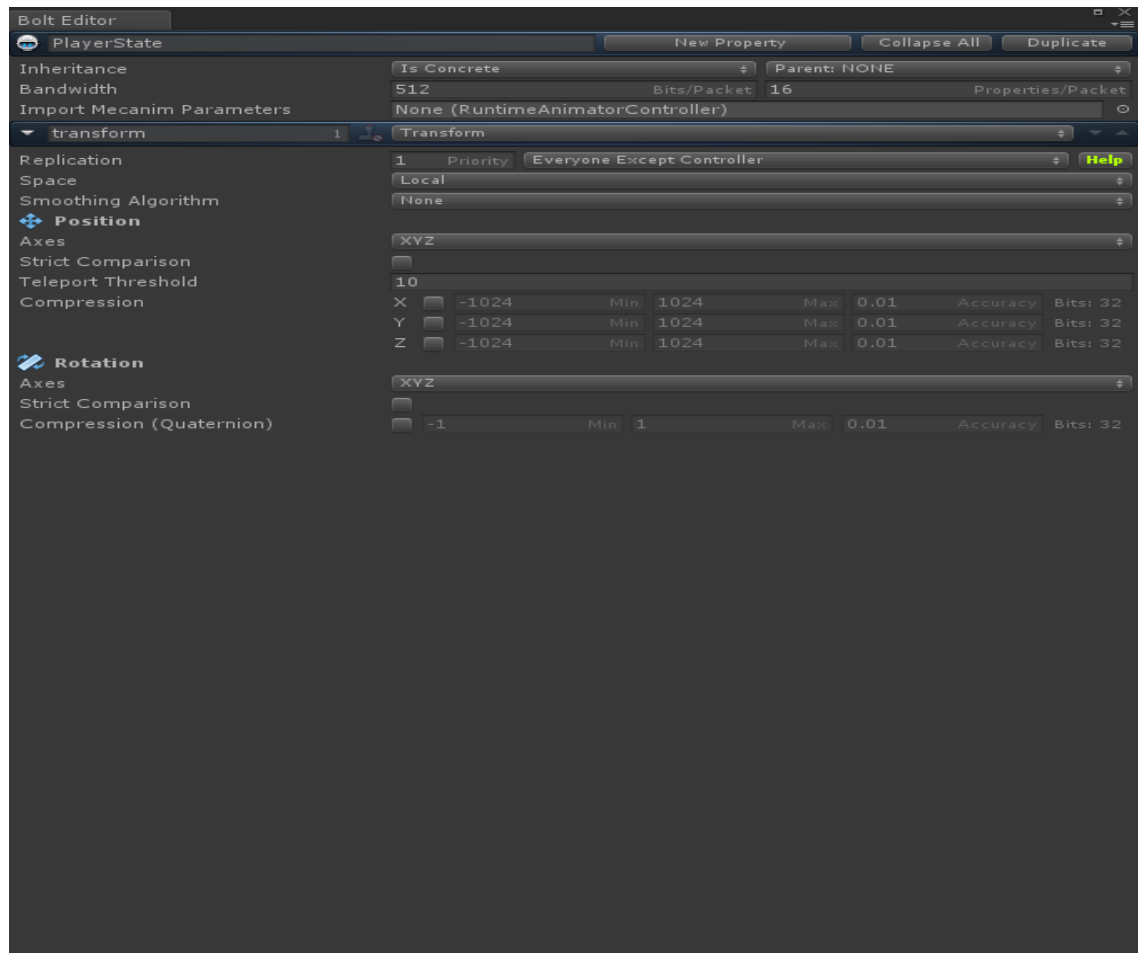 Bolt Editor
PlayerState New Property Collapse All Duplicate
Inheritance Is Concrete Parent: NONE
Bandwidth 512 Bits/Packet 16 Properties/Packet
Import Mecanim Parameters None (RuntimeAnimatorController)
transform 1 Transform
Replication 1 Priority Everyone Except Controller Help
Space Local
Smoothing Algorithm None
Position
Axes XYZ
Strict Comparison
Teleport Threshold 10
Compression X -1024 Min 1024 Max 0.01 Accuracy Bits: 32
Y -1024 Min 1024 Max 0.01 Accuracy Bits: 32
Z -1024 Min 1024 Max 0.01 Accuracy Bits: 32
Rotation
Axes XYZ
Strict Comparison
Compression (Quaternion) -1 Min 1 Max 0.01 Accuracy Bits: 32